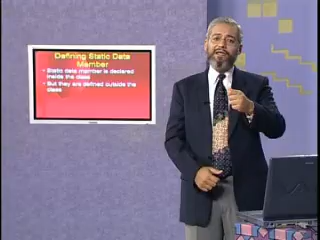 Defining Static Data
Member
• Static data member is declared
inside the class
• But they are defined outside the
class